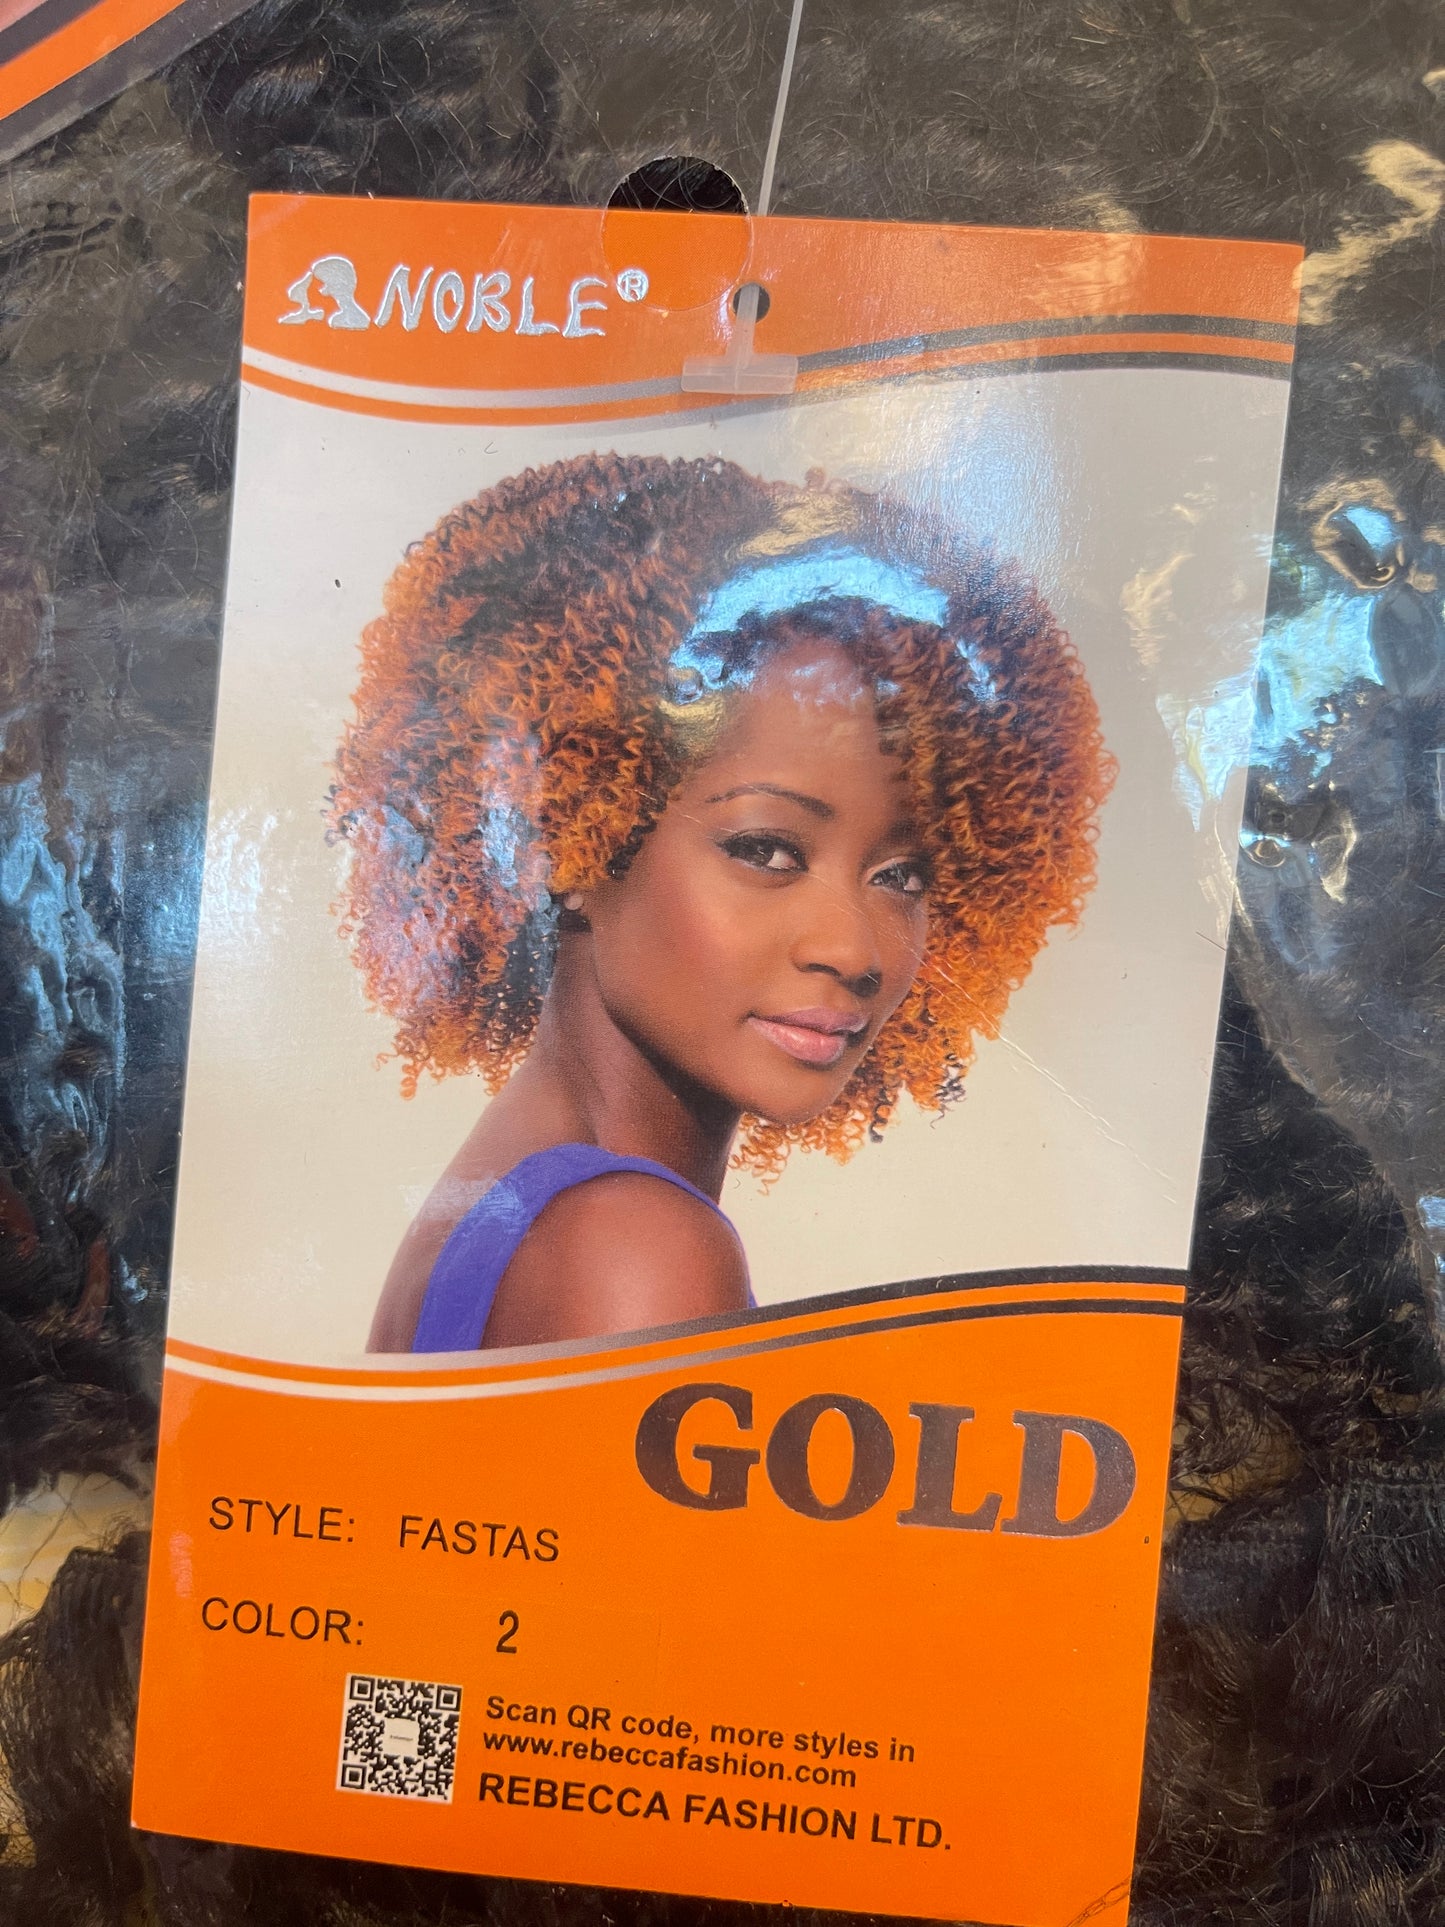 NOBLE®
GOLD
STYLE: FASTAS
COLOR: 2
Scan QR code, more styles in
www.rebeccafashion.com
REBECCA FASHION LTD.